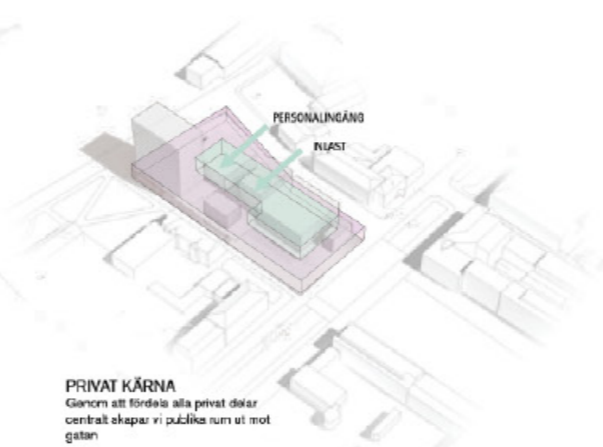 PERSONALINGÅNG
INLAST
PRIVAT KÄRNA
Genom att fördela alla privat delar
centralt skapar vi publika rum ut mot
gatan